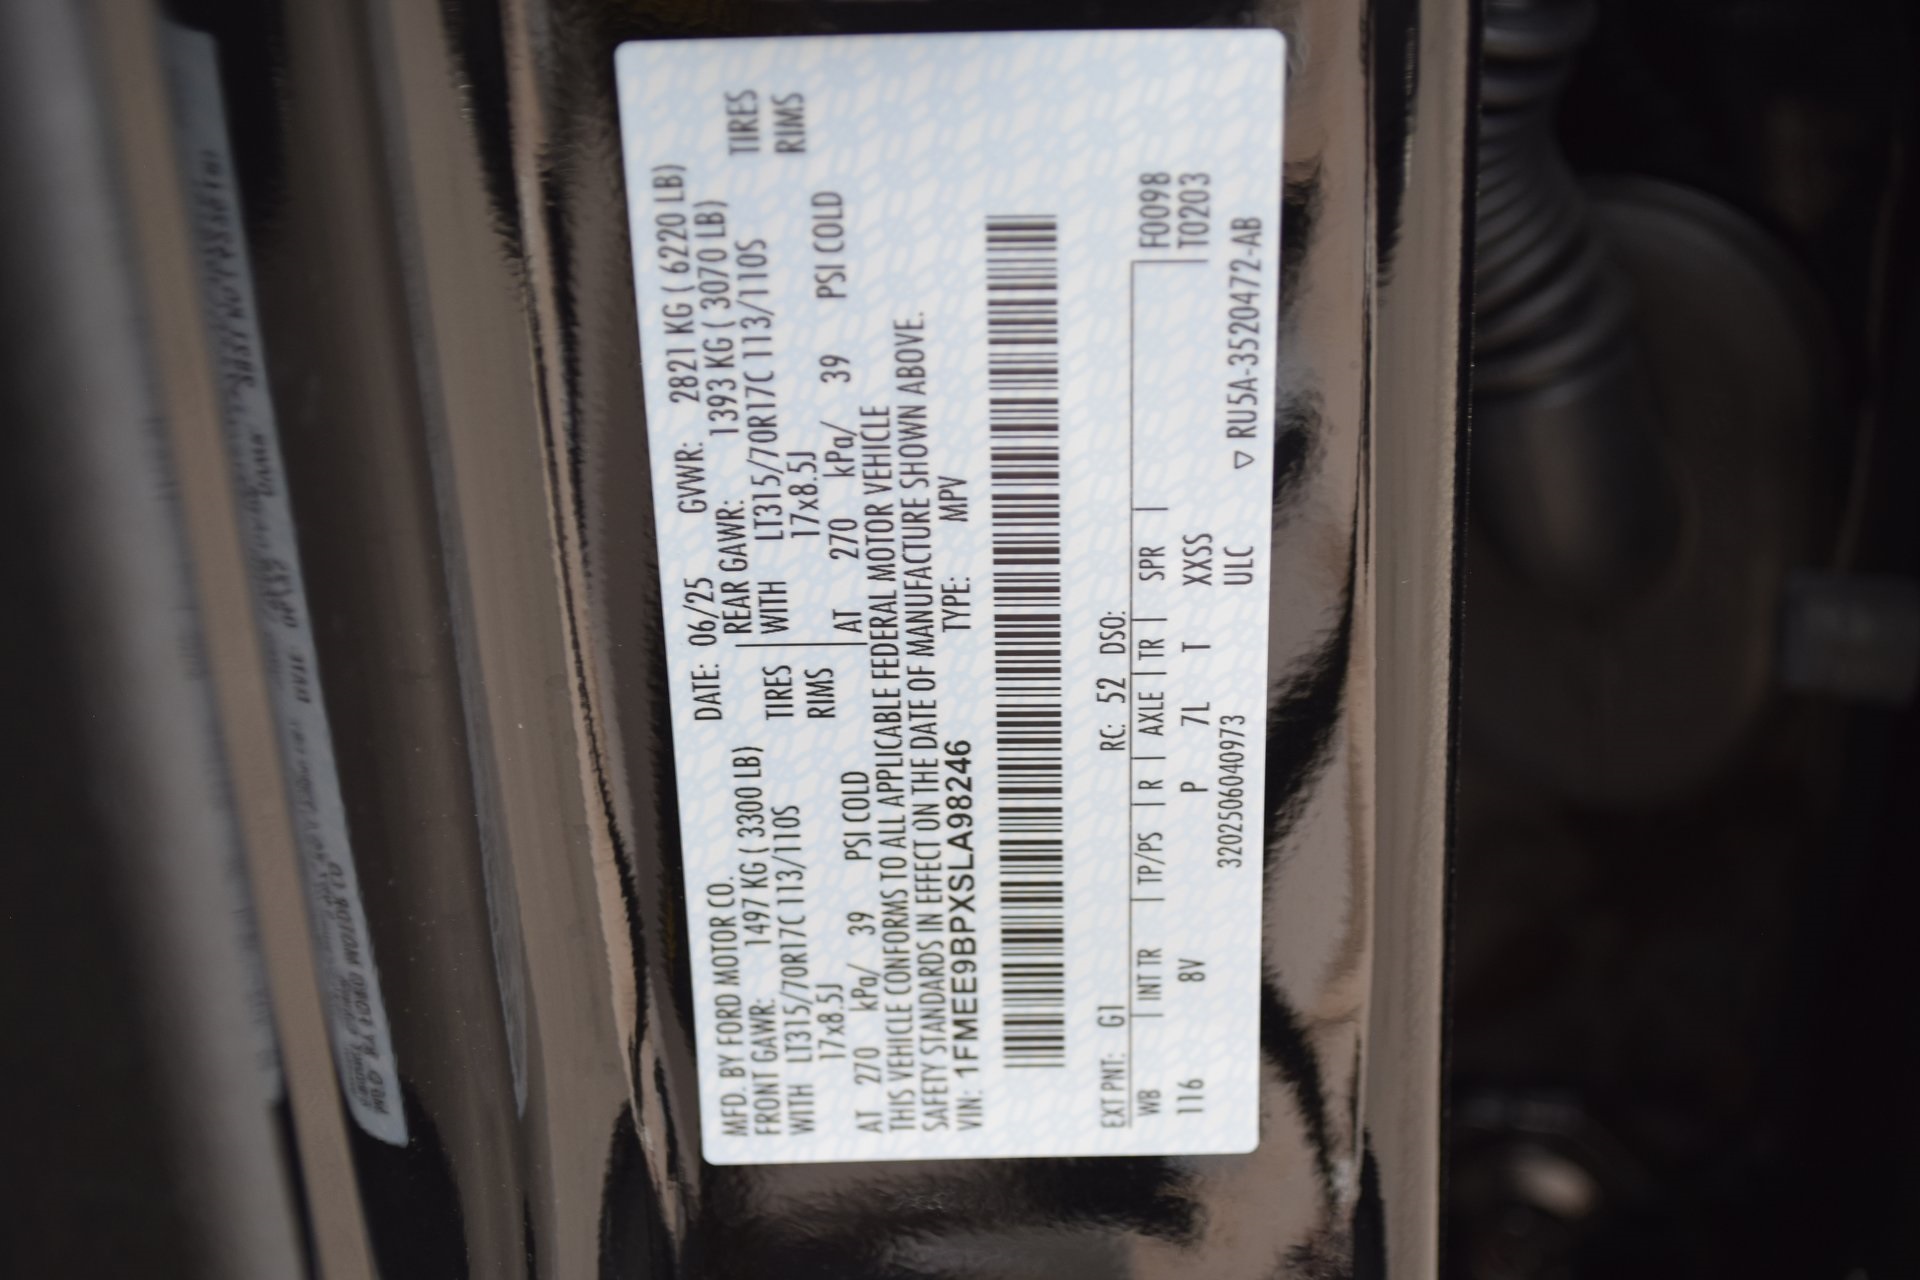 MFD. BY FORD MOTOR CO. DATE: 06/25 GVWR: 2821 KG ( 6220 LB)
FRONT GAWR: 1497 KG ( 3300 LB) REAR GAWR: 1393 KG ( 3070 LB)
WITH LT315/70R17C 113/110S TIRES WITH LT315/70R17C 113/110S TIRES
17x8.5J RIMS 17x8.5J RIMS
AT 270 kPa/ 39 PSI COLD AT 270 kPa/ 39 PSI COLD
THIS VEHICLE CONFORMS TO ALL APPLICABLE FEDERAL MOTOR VEHICLE
SAFETY STANDARDS IN EFFECT ON THE DATE OF MANUFACTURE SHOWN ABOVE.
VIN: 1FMEE9BPXSLA98246 TYPE: MPV
EXT PNT: G1 RC: 52 DSO: F0098
WB INT TR TP/PS R AXLE TR SPR T0203
116 8V P 7L T XXSS
3202506040973 ULC ▽ RU5A-3520472-AB